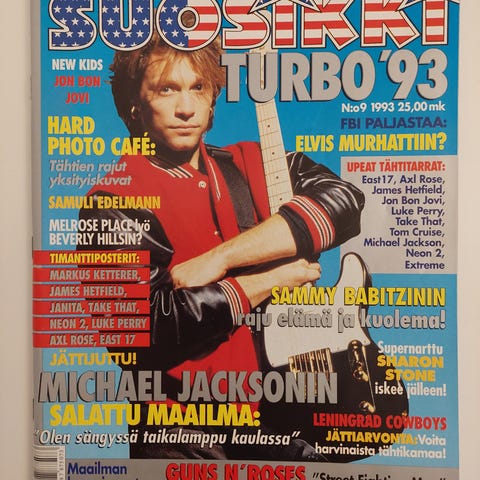 SUOSIKKI
TURBO '93
N:o9 1993 25,00 mk
NEW KIDS
JON BON
JOVI
HARD
PHOTO CAFÉ:
Tähtien rajut
yksityiskuvat
SAMULI EDELMANN
MELROSE PLACE lyö
BEVERLY HILLSIN?
TIMANTTIPOSTERIT:
MARKUS KETTERER,
JAMES HETFIELD,
JANITA, TAKE THAT,
NEON 2, LUKE PERRY
AXL ROSE, EAST 17
FBI PALJASTAA:
ELVIS MURHATTIIN?
UPEAT TÄHTITARRAT:
East17, Axl Rose,
James Hetfield,
Jon Bon Jovi,
Luke Perry,
Take That,
Tom Cruise,
Michael Jackson,
Neon 2,
Extreme
SAMMY BABITZININ
raju elämä ja kuolema!
Supernarttu
SHARON
STONE
iskee jälleen!
JÄTTIJUTTU!
MICHAEL JACKSONIN
SALATTU MAAILMA:
"Olen sängyssä taikalamppu kaulassa"
LENINGRAD COWBOYS
JÄTTIARVONTA: Voita
harvinaista tähtikamaa!
Maailman
GUNS N' ROSES